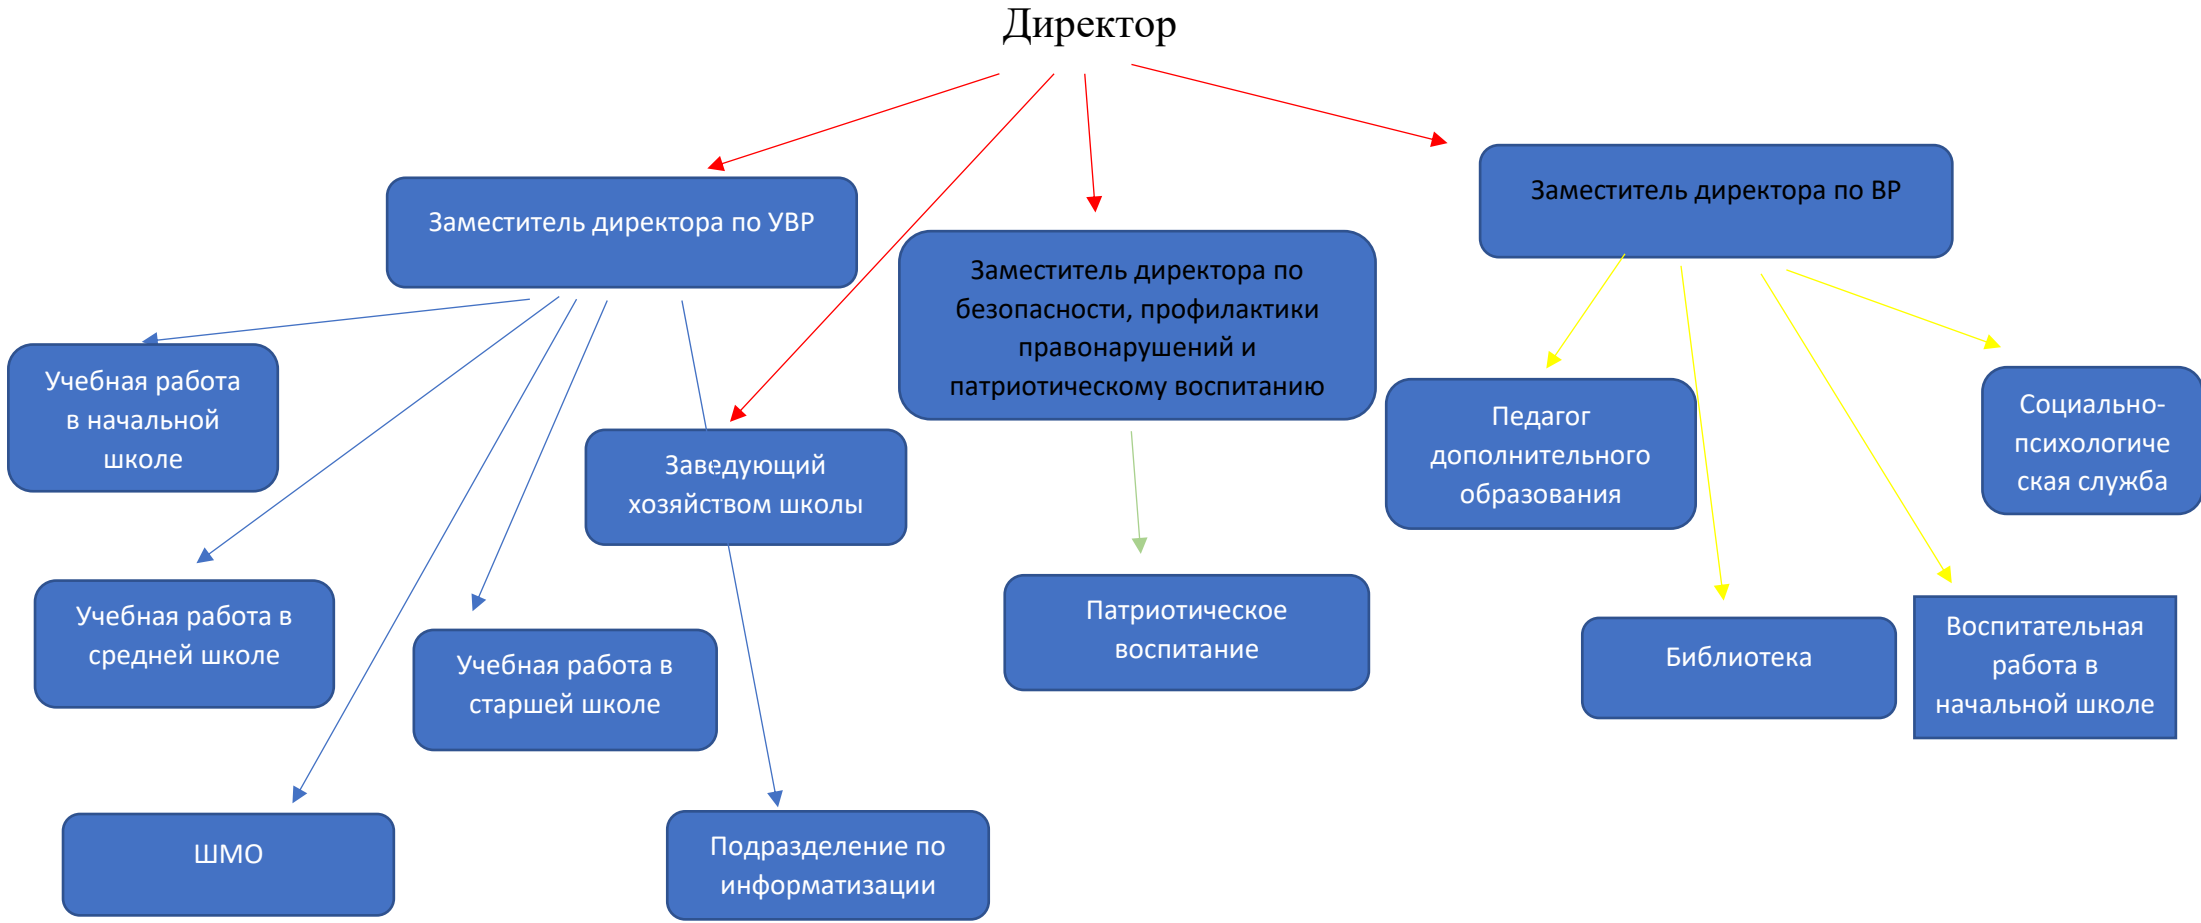 Директор
Заместитель директора по УВР
Заместитель директора по
безопасности, профилактики
правонарушений и
патриотическому воспитанию
Заместитель директора по ВР
Учебная работа
в начальной
школе
Заведующий
хозяйством школы
Педагог
дополнительного
образования
Социально-
психологиче
ская служба
Учебная работа в
средней школе
Учебная работа в
старшей школе
Патриотическое
воспитание
Библиотека
Воспитательная
работа в
начальной школе
ШМО
Подразделение по
информатизации